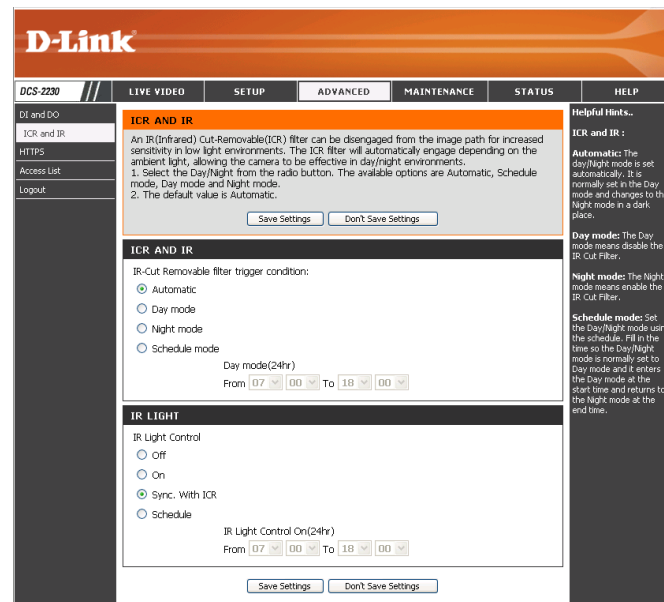 D-Link
DCS-2230
LIVE VIDEO
SETUP
ADVANCED
MAINTENANCE
STATUS
HELP
DI and DO
ICR and IR
HTTPS
Access List
Logout
ICR AND IR
An IR(Infrared) Cut-Removable(ICR) filter can be disengaged from the image path for increased
sensitivity in low light environments. The ICR filter will automatically engage depending on the
ambient light, allowing the camera to be effective in day/night environments.
1. Select the Day/Night from the radio button. The available options are Automatic, Schedule
mode, Day mode and Night mode.
2. The default value is Automatic.
Save Settings
Don't Save Settings
ICR AND IR
IR-Cut Removable filter trigger condition:
Automatic
Day mode
Night mode
Schedule mode
Day mode(24hr)
From 07 00 To 18 00
IR LIGHT
IR Light Control
Off
On
Sync. With ICR
Schedule
IR Light Control On(24hr)
From 07 00 To 18 00
Save Settings
Don't Save Settings
Helpful Hints..
ICR and IR :
Automatic: The
day/Night mode is set
automatically. It is
normally set in the Day
mode and changes to th
Night mode in a dark
place.
Day mode: The Day
mode means disable the
IR Cut Filter.
Night mode: The Night
mode means enable the
IR Cut Filter.
Schedule mode: Set
the Day/Night mode usin
the schedule. Fill in the
time so the Day/Night
mode is normally set to
Day mode and it enters
the Day mode at the
start time and returns to
the Night mode at the
end time.